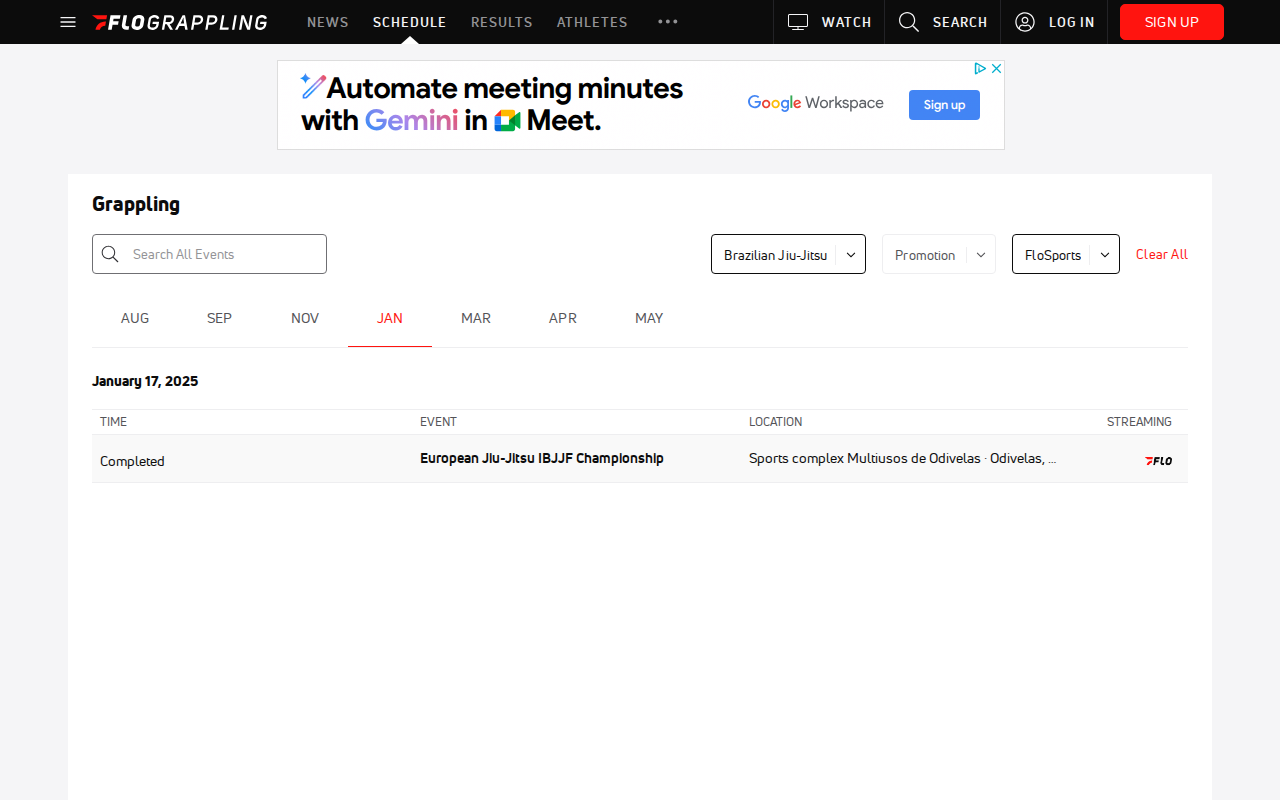 FLOGRAPPLING NEWS SCHEDULE RESULTS ATHLETES WATCH SEARCH LOG IN SIGN UP
Automate meeting minutes
with Gemini in Meet.
Google Workspace
Sign up
Grappling
Search All Events
Brazilian Jiu-Jitsu
Promotion
FloSports
Clear All
AUG SEP NOV JAN MAR APR MAY
January 17, 2025
TIME EVENT LOCATION STREAMING
Completed European Jiu-Jitsu IBJJF Championship Sports complex Multiusos de Odivelas · Odivelas, ... FLO